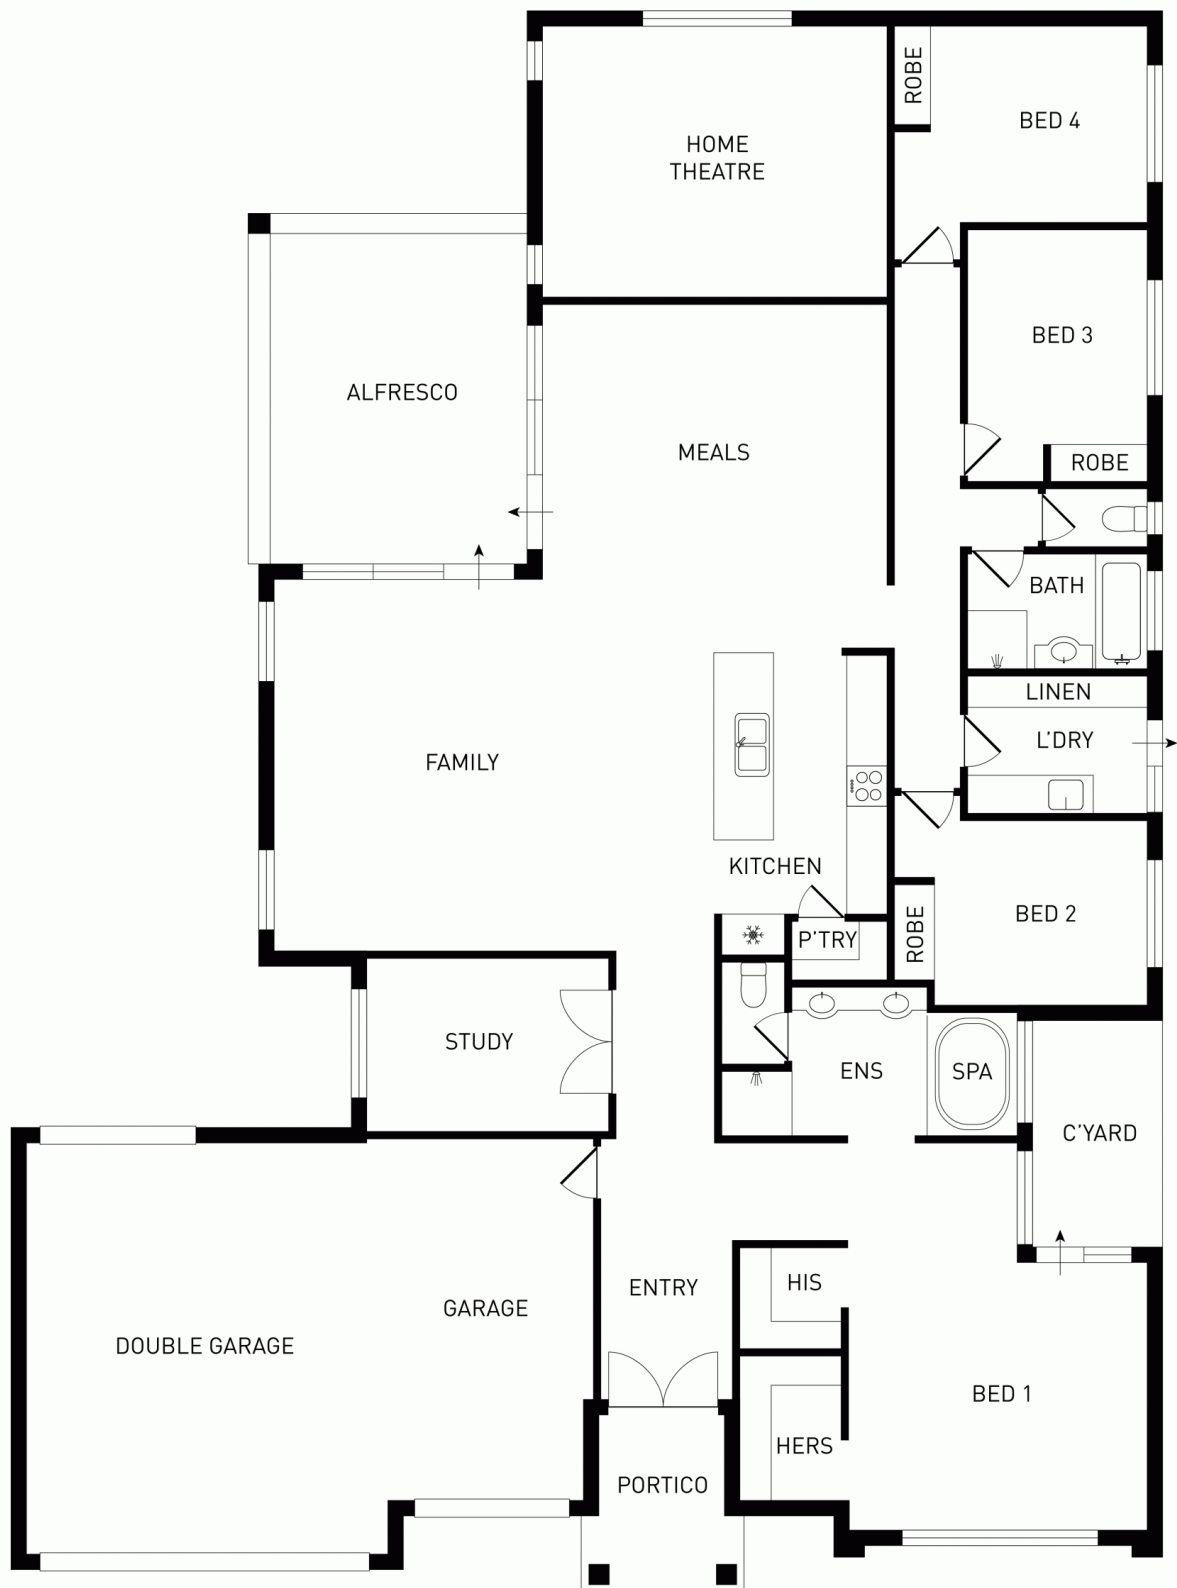 ROBE
BED 4
HOME
THEATRE
BED 3
ALFRESCO
MEALS
ROBE
BATH
LINEN
L'DRY
FAMILY
KITCHEN
ROBE
BED 2
P'TRY
STUDY
ENS
SPA
C'YARD
HIS
ENTRY
GARAGE
DOUBLE GARAGE
BED 1
HERS
PORTICO